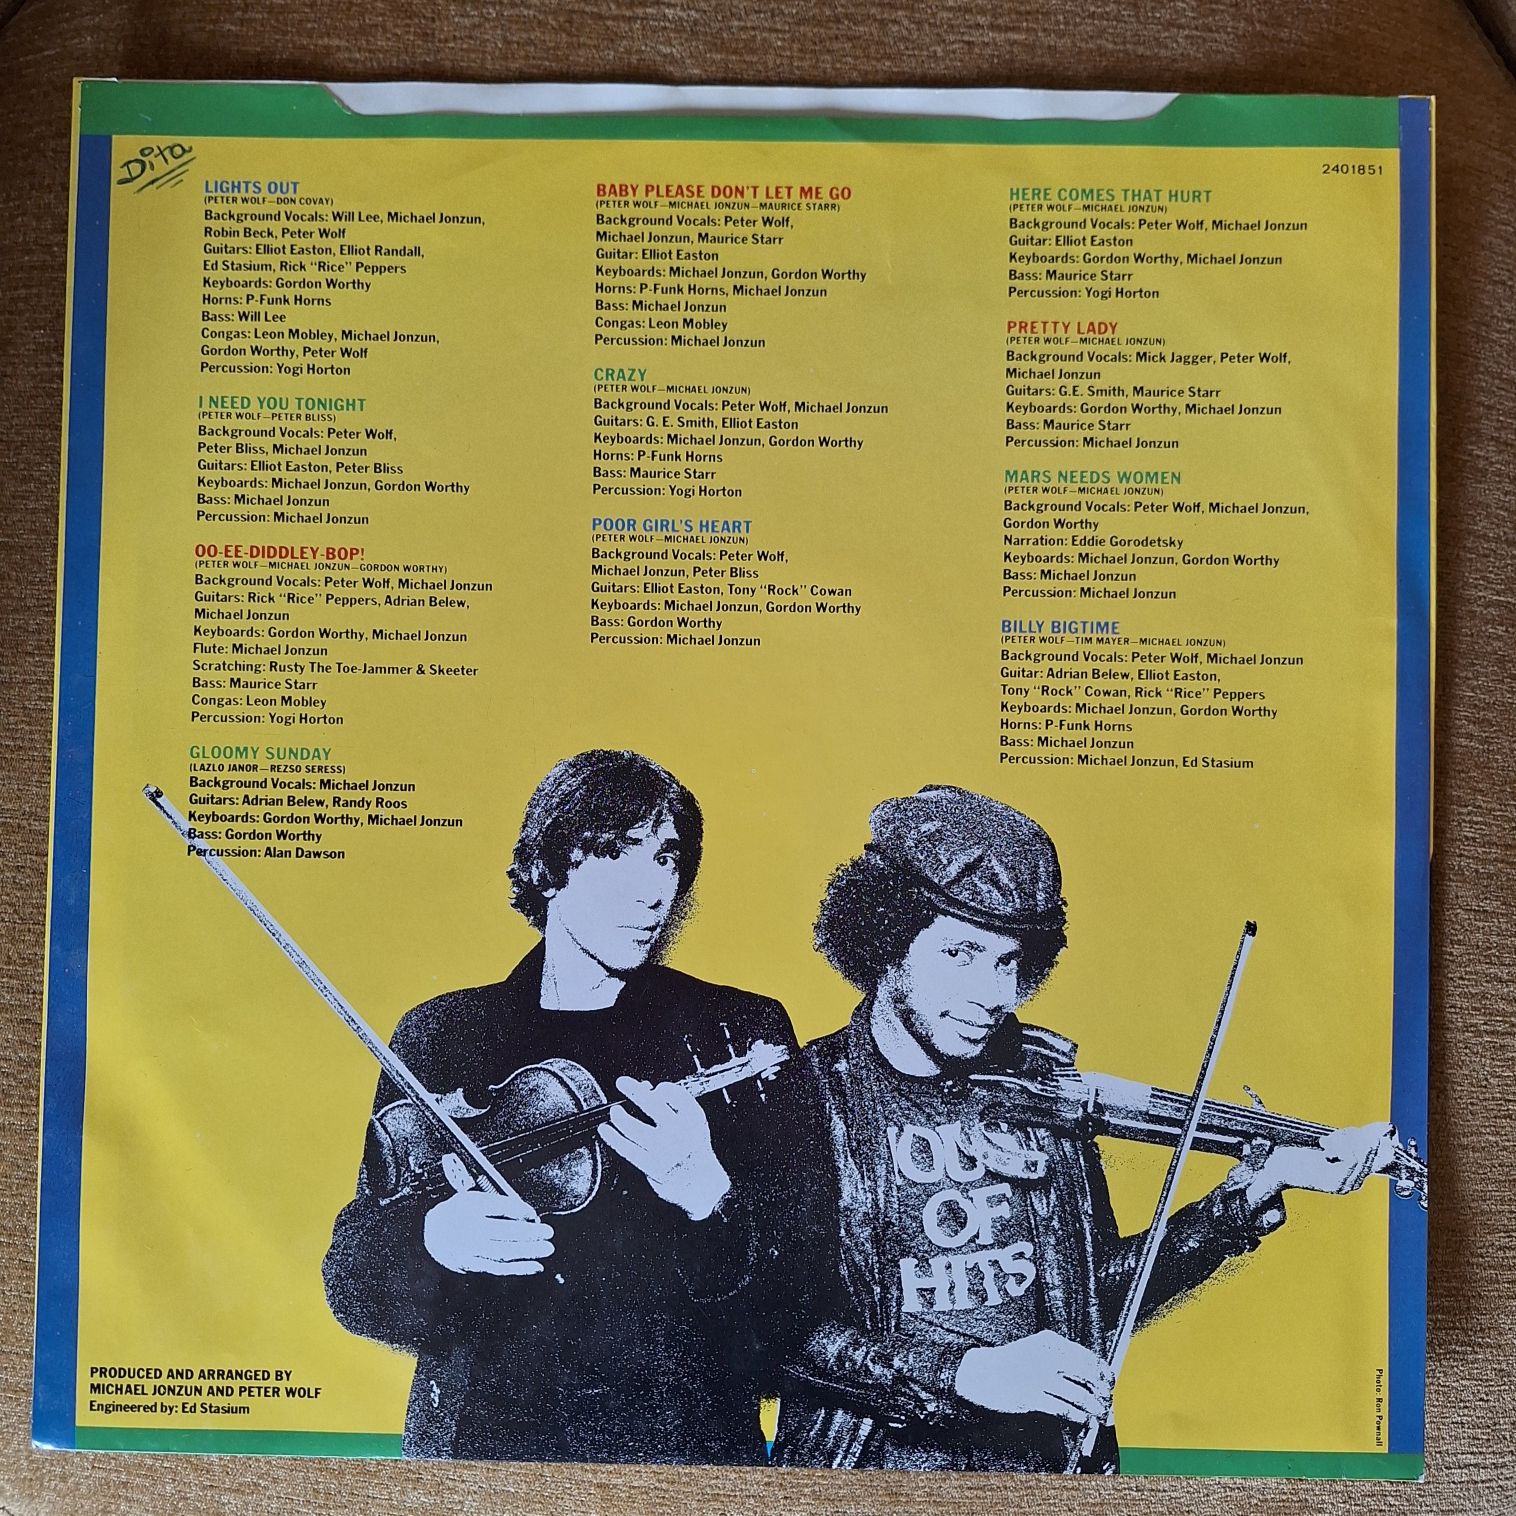 Dita
2401851
LIGHTS OUT
(PETER WOLF—DON COVAY)
Background Vocals: Will Lee, Michael Jonzun,
Robin Beck, Peter Wolf
Guitars: Elliot Easton, Elliot Randall,
Ed Stasium, Rick "Rice" Peppers
Keyboards: Gordon Worthy
Horns: P-Funk Horns
Bass: Will Lee
Congas: Leon Mobley, Michael Jonzun,
Gordon Worthy, Peter Wolf
Percussion: Yogi Horton
I NEED YOU TONIGHT
(PETER WOLF—PETER BLISS)
Background Vocals: Peter Wolf,
Peter Bliss, Michael Jonzun
Guitars: Elliot Easton, Peter Bliss
Keyboards: Michael Jonzun, Gordon Worthy
Bass: Michael Jonzun
Percussion: Michael Jonzun
OO-EE-DIDDLEY-BOP!
(PETER WOLF—MICHAEL JONZUN—GORDON WORTHY)
Background Vocals: Peter Wolf, Michael Jonzun
Guitars: Rick "Rice" Peppers, Adrian Belew,
Michael Jonzun
Keyboards: Gordon Worthy, Michael Jonzun
Flute: Michael Jonzun
Scratching: Rusty The Toe-Jammer & Skeeter
Bass: Maurice Starr
Congas: Leon Mobley
Percussion: Yogi Horton
GLOOMY SUNDAY
(LAZLO JANOR—REZSO SERESS)
Background Vocals: Michael Jonzun
Guitars: Adrian Belew, Randy Roos
Keyboards: Gordon Worthy, Michael Jonzun
Bass: Gordon Worthy
Percussion: Alan Dawson
BABY PLEASE DON'T LET ME GO
(PETER WOLF—MICHAEL JONZUN—MAURICE STARR)
Background Vocals: Peter Wolf,
Michael Jonzun, Maurice Starr
Guitar: Elliot Easton
Keyboards: Michael Jonzun, Gordon Worthy
Horns: P-Funk Horns, Michael Jonzun
Bass: Michael Jonzun
Congas: Leon Mobley
Percussion: Michael Jonzun
CRAZY
(PETER WOLF—MICHAEL JONZUN)
Background Vocals: Peter Wolf, Michael Jonzun
Guitars: G. E. Smith, Elliot Easton
Keyboards: Michael Jonzun, Gordon Worthy
Horns: P-Funk Horns
Bass: Maurice Starr
Percussion: Yogi Horton
POOR GIRL'S HEART
(PETER WOLF—MICHAEL JONZUN)
Background Vocals: Peter Wolf,
Michael Jonzun, Peter Bliss
Guitars: Elliot Easton, Tony "Rock" Cowan
Keyboards: Michael Jonzun, Gordon Worthy
Bass: Gordon Worthy
Percussion: Michael Jonzun
HERE COMES THAT HURT
(PETER WOLF—MICHAEL JONZUN)
Background Vocals: Peter Wolf, Michael Jonzun
Guitar: Elliot Easton
Keyboards: Gordon Worthy, Michael Jonzun
Bass: Maurice Starr
Percussion: Yogi Horton
PRETTY LADY
(PETER WOLF—MICHAEL JONZUN)
Background Vocals: Mick Jagger, Peter Wolf,
Michael Jonzun
Guitars: G.E. Smith, Maurice Starr
Keyboards: Gordon Worthy, Michael Jonzun
Bass: Maurice Starr
Percussion: Michael Jonzun
MARS NEEDS WOMEN
(PETER WOLF—MICHAEL JONZUN)
Background Vocals: Peter Wolf, Michael Jonzun,
Gordon Worthy
Narration: Eddie Gorodetsky
Keyboards: Michael Jonzun, Gordon Worthy
Bass: Michael Jonzun
Percussion: Michael Jonzun
BILLY BIGTIME
(PETER WOLF—TIM MAYER—MICHAEL JONZUN)
Background Vocals: Peter Wolf, Michael Jonzun
Guitar: Adrian Belew, Elliot Easton,
Tony "Rock" Cowan, Rick "Rice" Peppers
Keyboards: Michael Jonzun, Gordon Worthy
Horns: P-Funk Horns
Bass: Michael Jonzun
Percussion: Michael Jonzun, Ed Stasium
OF
HITS
PRODUCED AND ARRANGED BY
MICHAEL JONZUN AND PETER WOLF
Engineered by: Ed Stasium
Photo: Ron Pownall